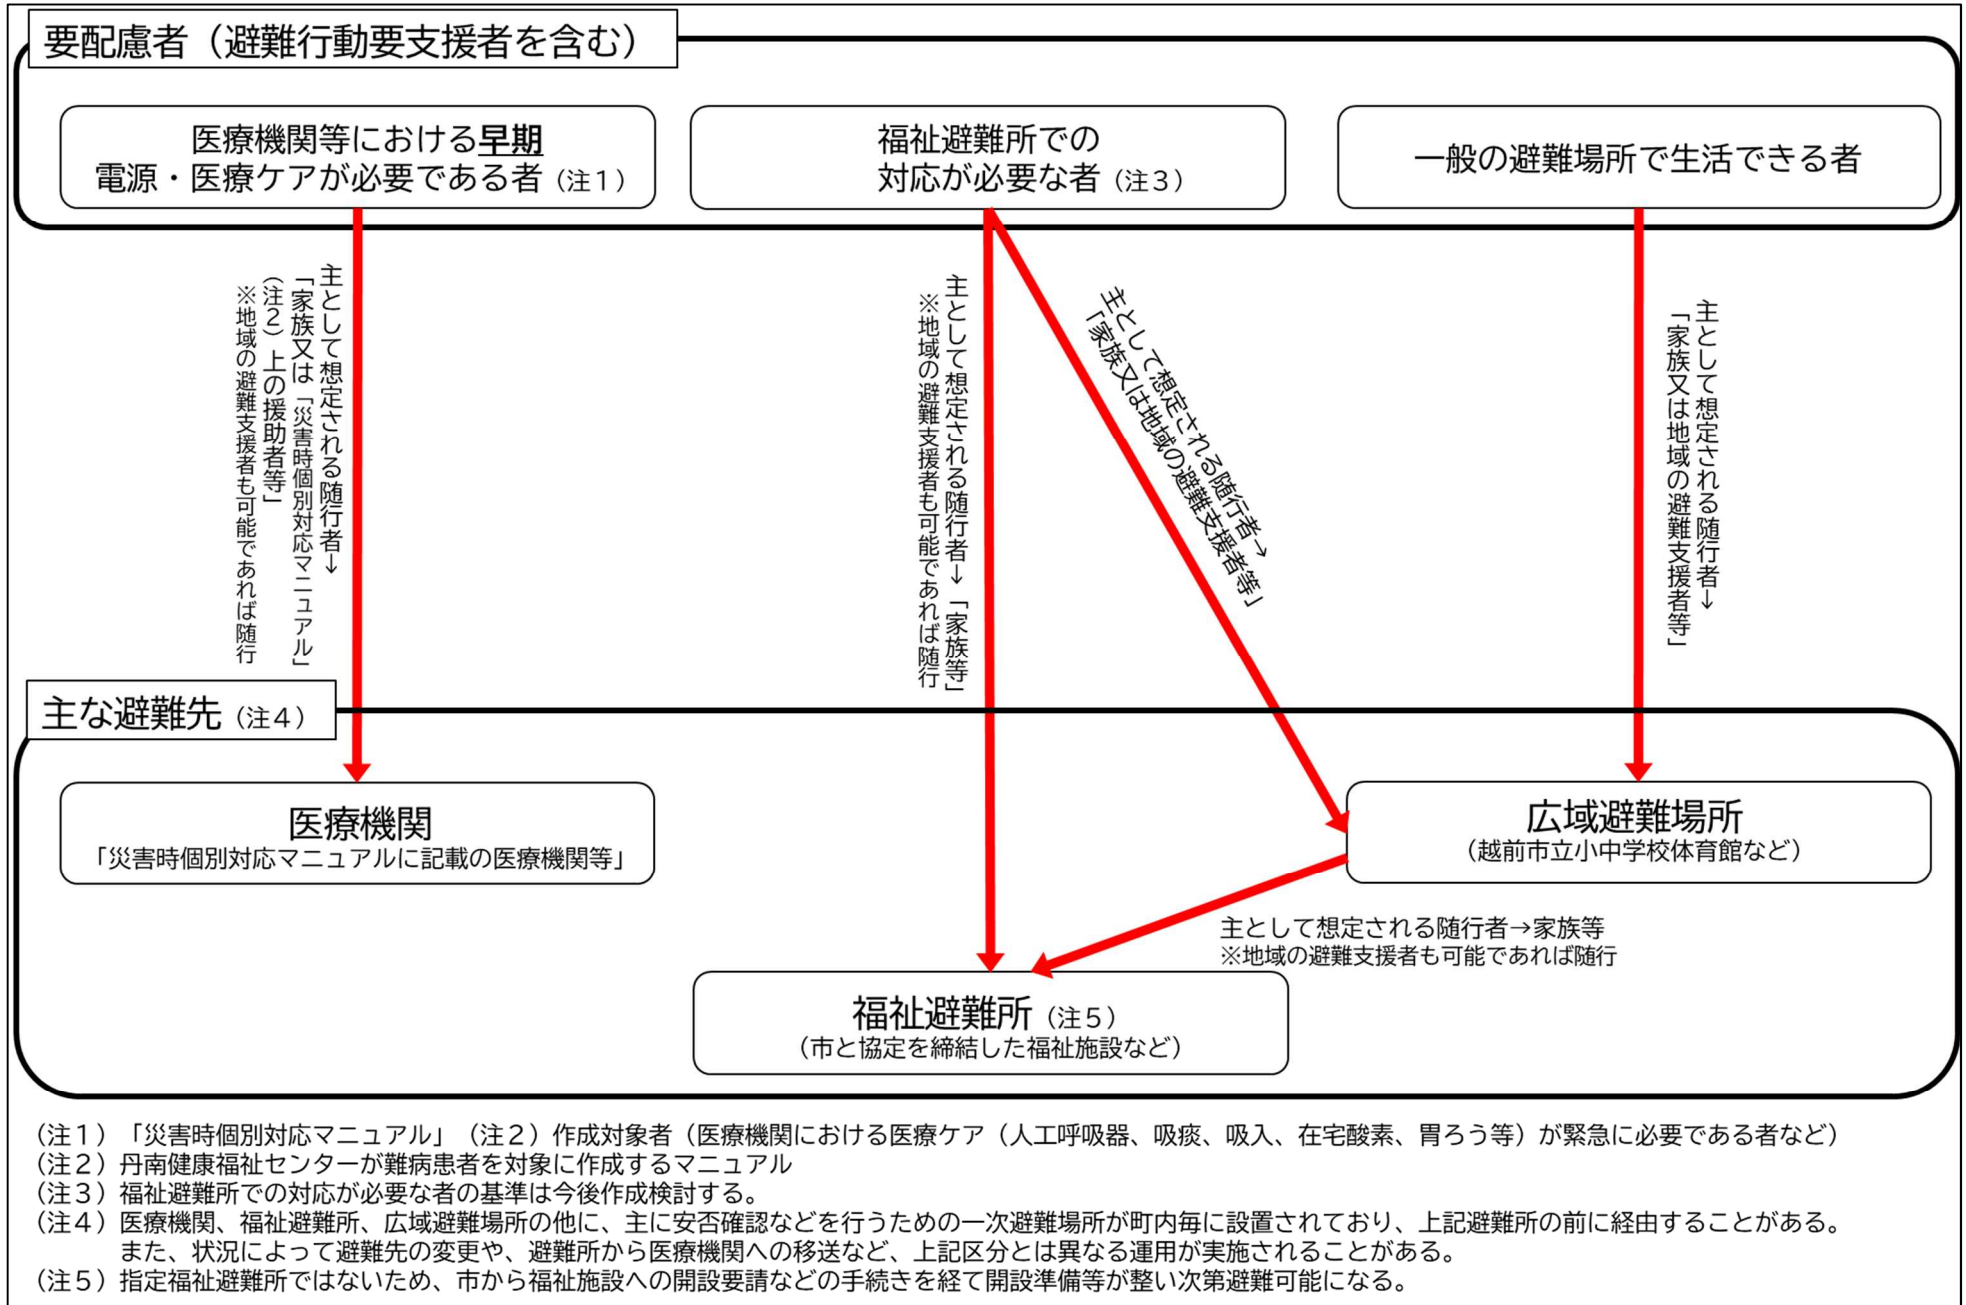 要配慮者（避難行動要支援者を含む）
医療機関等における早期
電源・医療ケアが必要である者（注１）
福祉避難所での
対応が必要な者（注３）
一般の避難場所で生活できる者
主として想定される随行者→
「家族又は「災害時個別対応マニュアル」
（注２）上の援助者等」
※地域の避難支援者も可能であれば随行
主として想定される随行者→「家族等」
※地域の避難支援者も可能であれば随行
主として想定される随行者→
「家族又は地域の避難支援者等」
主として想定される随行者→
「家族又は地域の避難支援者等」
主な避難先（注４）
医療機関
「災害時個別対応マニュアルに記載の医療機関等」
広域避難場所
（越前市立小中学校体育館など）
主として想定される随行者→家族等
※地域の避難支援者も可能であれば随行
福祉避難所（注５）
（市と協定を締結した福祉施設など）
（注１）「災害時個別対応マニュアル」（注２）作成対象者（医療機関における医療ケア（人工呼吸器、吸痰、吸入、在宅酸素、胃ろう等）が緊急に必要である者など）
（注２）丹南健康福祉センターが難病患者を対象に作成するマニュアル
（注３）福祉避難所での対応が必要な者の基準は今後作成検討する。
（注４）医療機関、福祉避難所、広域避難場所の他に、主に安否確認などを行うための一次避難場所が町内毎に設置されており、上記避難所の前に経由することがある。
また、状況によって避難先の変更や、避難所から医療機関への移送など、上記区分とは異なる運用が実施されることがある。
（注５）指定福祉避難所ではないため、市から福祉施設への開設要請などの手続きを経て開設準備等が整い次第避難可能になる。